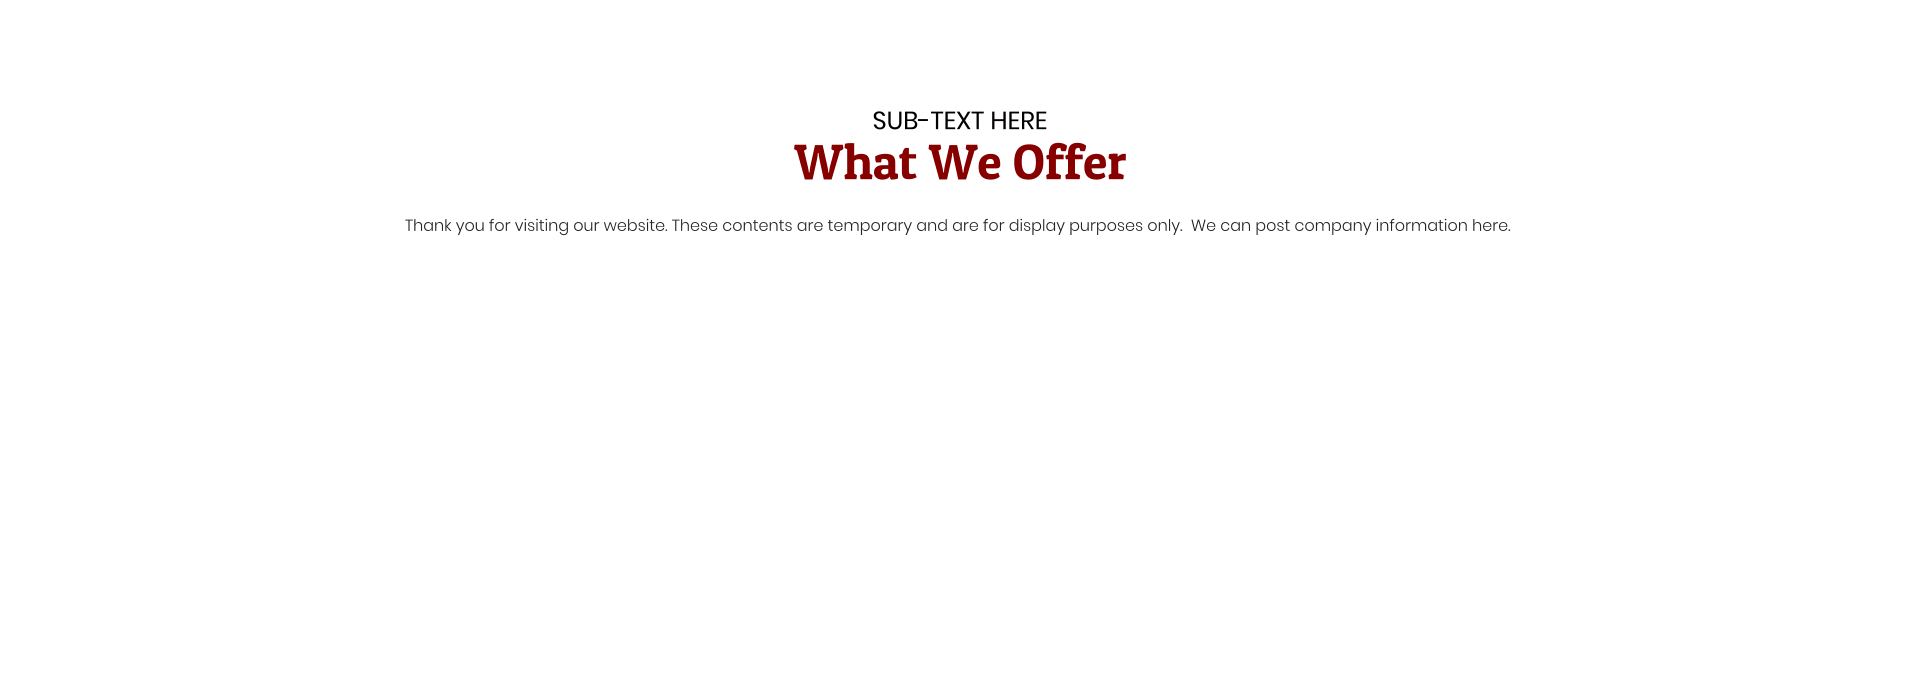 SUB-TEXT HERE
What We Offer
Thank you for visiting our website. These contents are temporary and are for display purposes only.  We can post company information here.